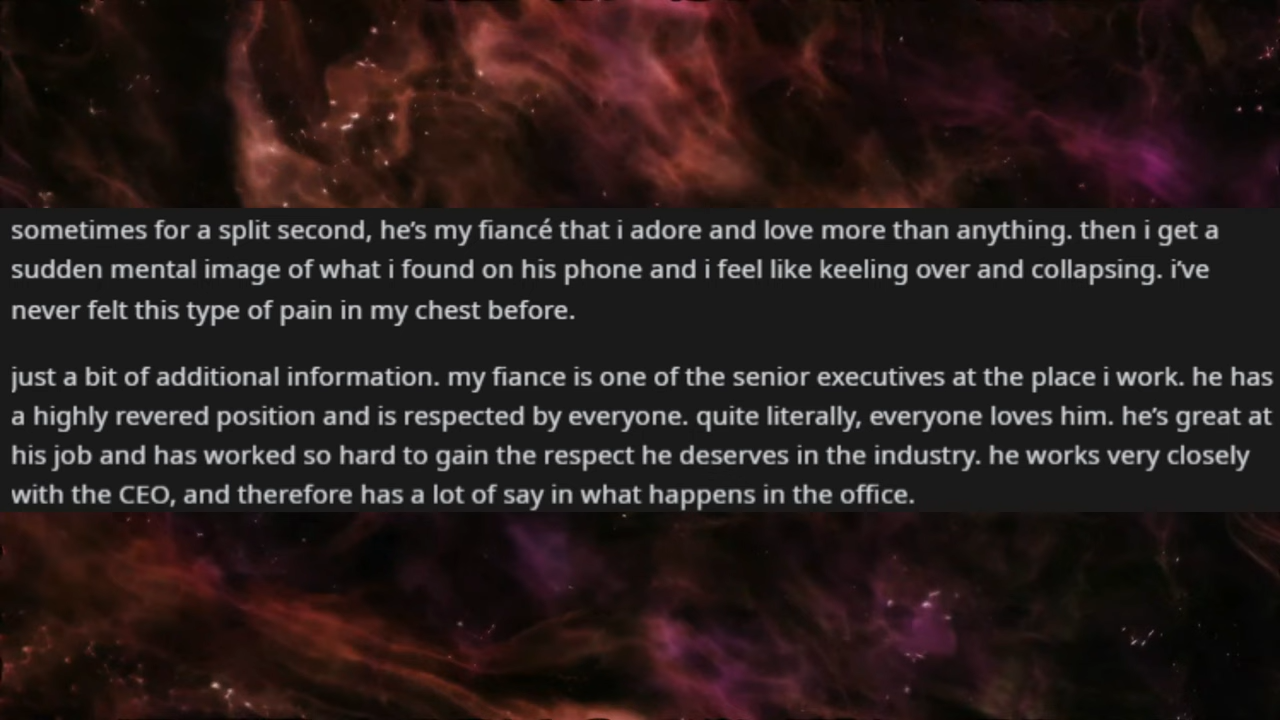 sometimes for a split second, he's my fiancé that i adore and love more than anything. then i get a
sudden mental image of what i found on his phone and i feel like keeling over and collapsing. i've
never felt this type of pain in my chest before.
just a bit of additional information. my fiance is one of the senior executives at the place i work. he has
a highly revered position and is respected by everyone. quite literally, everyone loves him. he's great at
his job and has worked so hard to gain the respect he deserves in the industry. he works very closely
with the CEO, and therefore has a lot of say in what happens in the office.